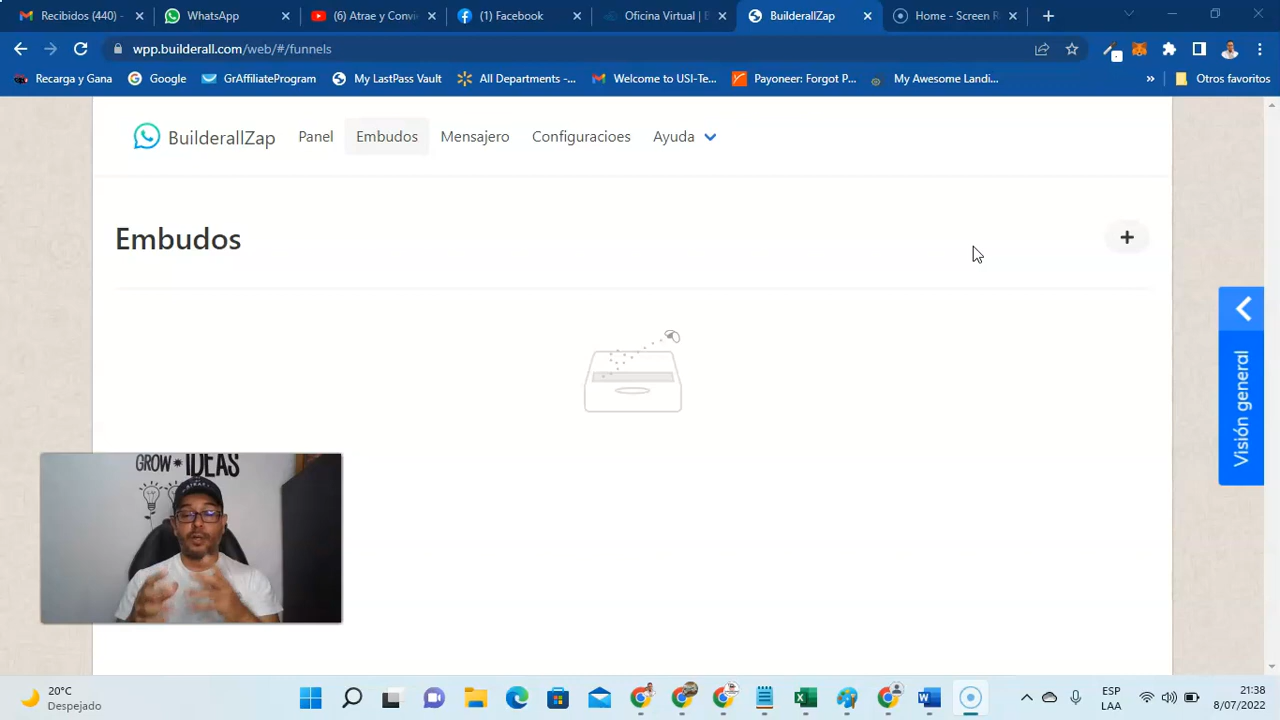 Recibidos (440) -
WhatsApp
(6) Atrae y Convi
(1) Facebook
Oficina Virtual | B
BuilderallZap
Home - Screen R
wpp.builderall.com/web/#/funnels
Recarga y Gana
Google
GrAffiliateProgram
My LastPass Vault
All Departments -...
Welcome to USI-Te...
Payoneer: Forgot P...
My Awesome Landi...
»
Otros favoritos
BuilderallZap
Panel
Embudos
Mensajero
Configuracioes
Ayuda
Embudos
+
Visión general
GROW IDEAS
20°C
Despejado
ESP
LAA
21:38
8/07/2022